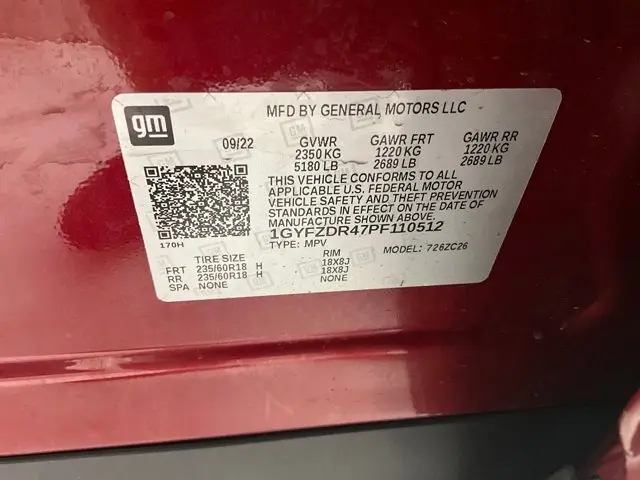 gm
MFD BY GENERAL MOTORS LLC
09/22 GVWR GAWR FRT GAWR RR
2350 KG 1220 KG 1220 KG
5180 LB 2689 LB 2689 LB
THIS VEHICLE CONFORMS TO ALL
APPLICABLE U.S. FEDERAL MOTOR
VEHICLE SAFETY AND THEFT PREVENTION
STANDARDS IN EFFECT ON THE DATE OF
MANUFACTURE SHOWN ABOVE.
1GYFZDR47PF110512
170H TYPE: MPV MODEL: 726ZC26
TIRE SIZE RIM
FRT 235/60R18 H 18X8J
RR 235/60R18 H 18X8J
SPA NONE NONE